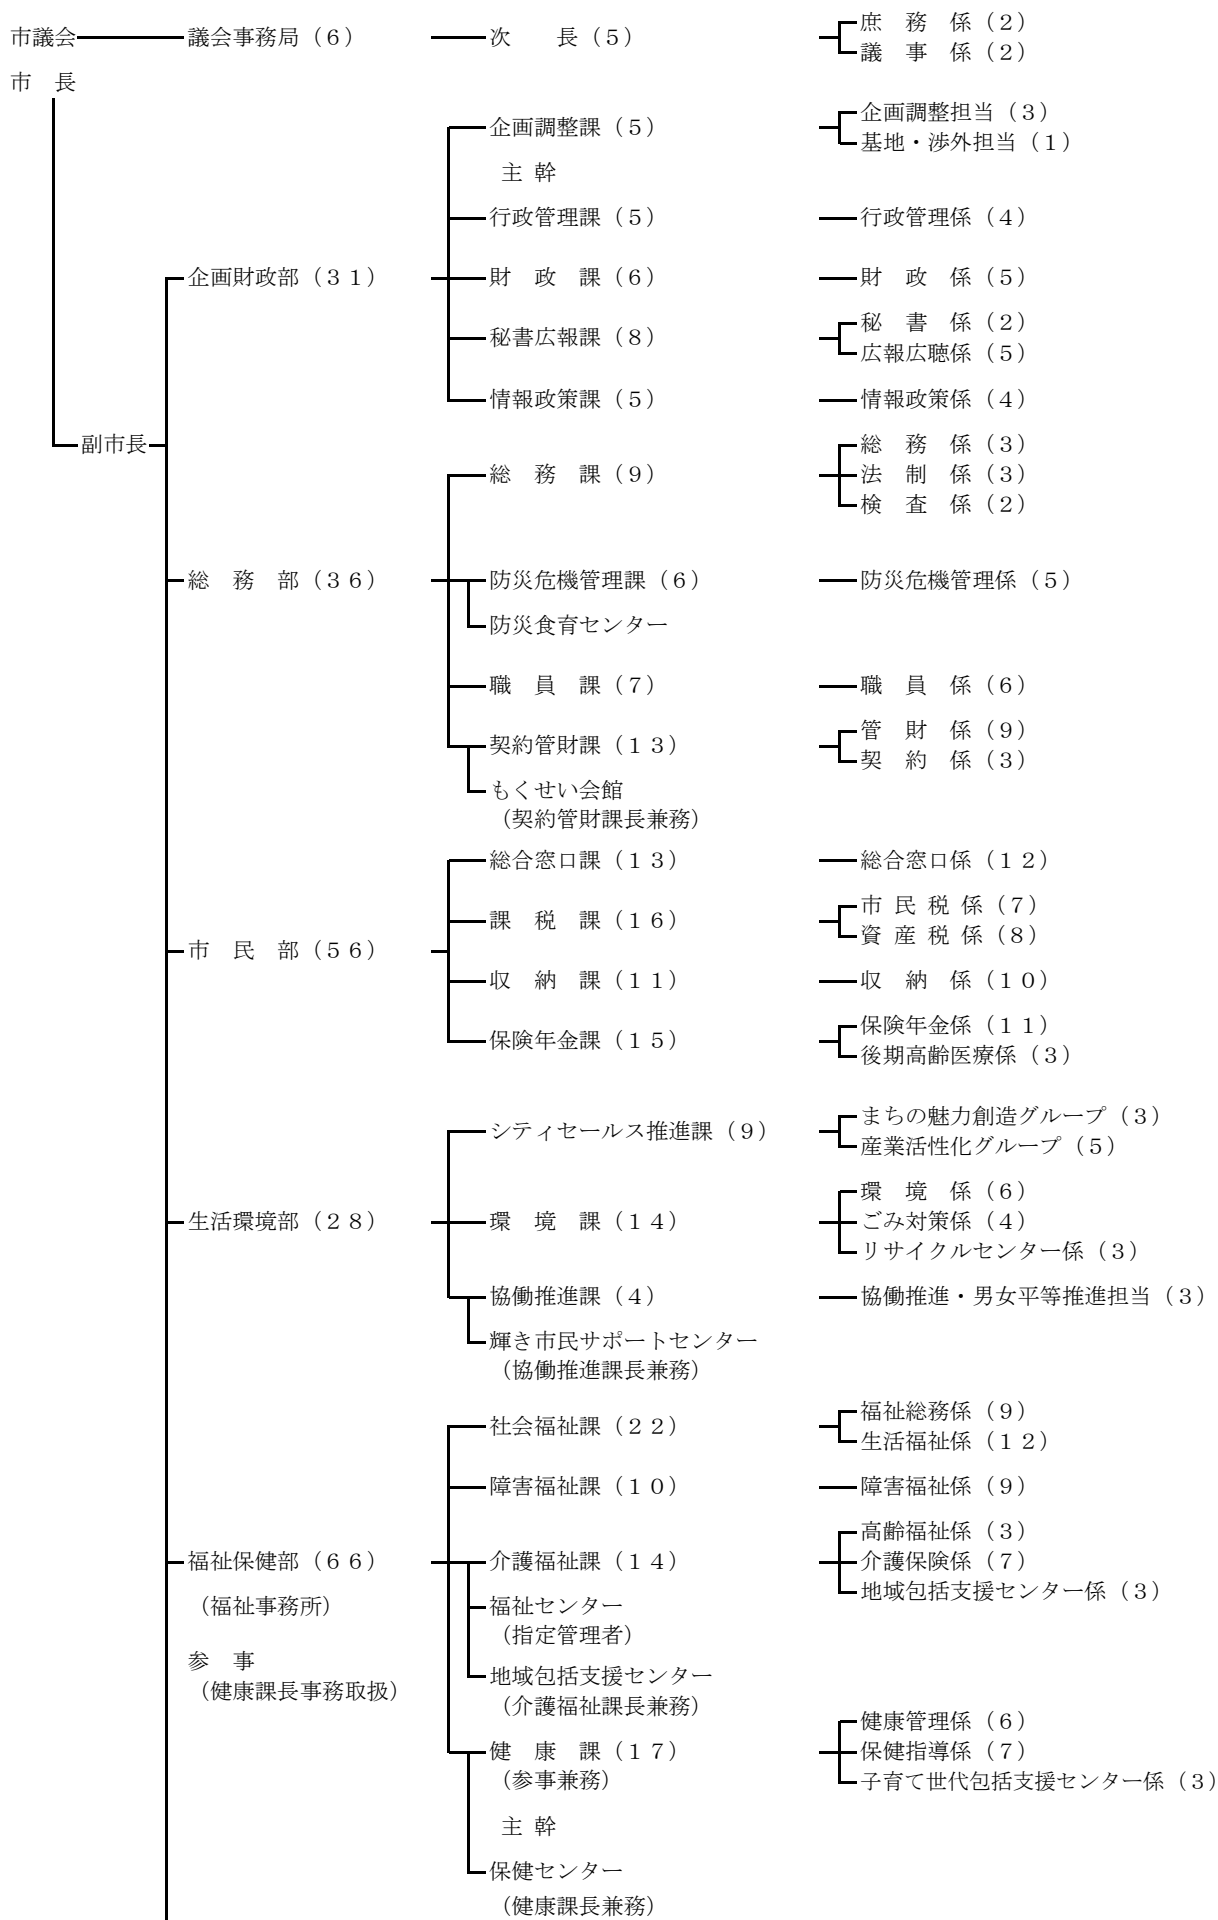 市議会 議会事務局（６） 次　　長（５） 庶　務　係（２）
議　事　係（２）
市　長
企画調整課（５） 企画調整担当（３）
基地・渉外担当（１）
主 幹
行政管理課（５） 行政管理係（４）
企画財政部（３１） 財　政　課（６） 財　政　係（５）
秘書広報課（８） 秘　書　係（２）
広報広聴係（５）
情報政策課（５） 情報政策係（４）
副市長
総　務　課（９） 総　務　係（３）
法　制　係（３）
検　査　係（２）
総　務　部（３６） 防災危機管理課（６） 防災危機管理係（５）
防災食育センター
職　員　課（７） 職　員　係（６）
契約管財課（１３） 管　財　係（９）
契　約　係（３）
もくせい会館
（契約管財課長兼務）
総合窓口課（１３） 総合窓口係（１２）
課　税　課（１６） 市 民 税 係（７）
資 産 税 係（８）
市　民　部（５６）
収　納　課（１１） 収　納　係（１０）
保険年金課（１５） 保険年金係（１１）
後期高齢医療係（３）
シティセールス推進課（９） まちの魅力創造グループ（３）
産業活性化グループ（５）
環　境　係（６）
生活環境部（２８） 環　境　課（１４） ごみ対策係（４）
リサイクルセンター係（３）
協働推進課（４） 協働推進・男女平等推進担当（３）
輝き市民サポートセンター
（協働推進課長兼務）
社会福祉課（２２） 福祉総務係（９）
生活福祉係（１２）
障害福祉課（１０） 障害福祉係（９）
高齢福祉係（３）
福祉保健部（６６） 介護福祉課（１４） 介護保険係（７）
地域包括支援センター係（３）
（福祉事務所） 福祉センター
（指定管理者）
参　事
（健康課長事務取扱） 地域包括支援センター
（介護福祉課長兼務）
健康管理係（６）
健　康　課（１７） 保健指導係（７）
（参事兼務） 子育て世代包括支援センター係（３）
主 幹
保健センター
（健康課長兼務）